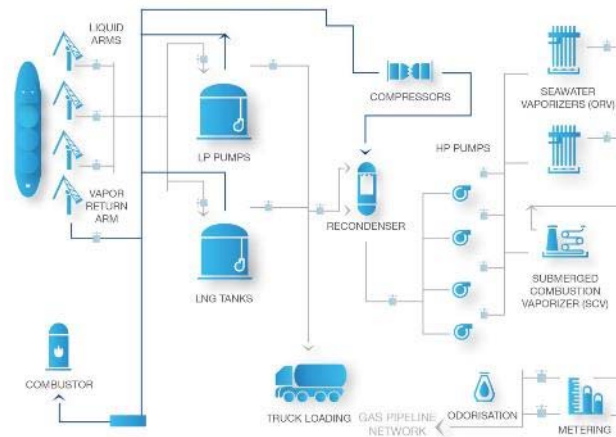 LIQUID
ARMS
COMPRESSORS
SEAWATER
VAPORIZERS (ORV)
LP PUMPS
HP PUMPS
VAPOR
RETURN
ARM
RECONDENSER
SUBMERGED
COMBUSTION
VAPORIZER (SCV)
LNG TANKS
COMBUSTOR
TRUCK LOADING
GAS PIPELINE
NETWORK
ODORISATION
METERING